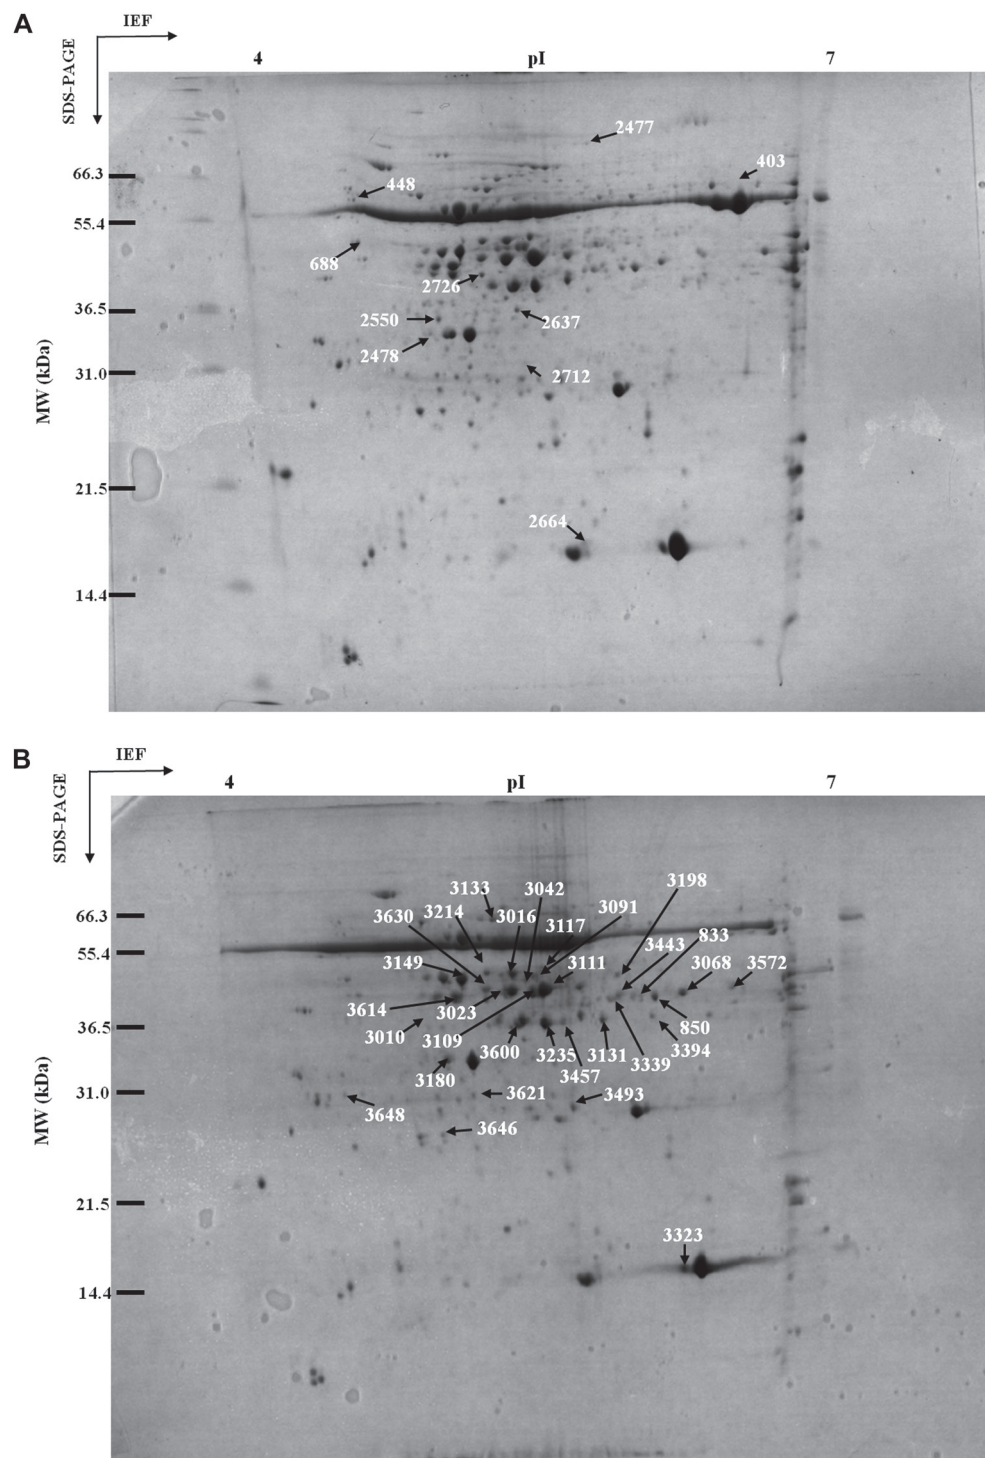 A
IEF
SDS-PAGE
4 pI 7
2477
403
66.3
448
55.4
688
2726
36.5
2550
2637
2478
2712
31.0
MW (kDa)
21.5
2664
14.4
B
IEF
SDS-PAGE
4 pI 7
3133 3042 3198
3630 3214 3016 3091
66.3
3117
3443 833
55.4
3149 3111 3068 3572
3614 3023
3010 3109 850
36.5
3600 3235 3131 3339 3394
3180 3457
31.0
3648 3621 3493
MW (kDa)
3646
21.5
3323
14.4